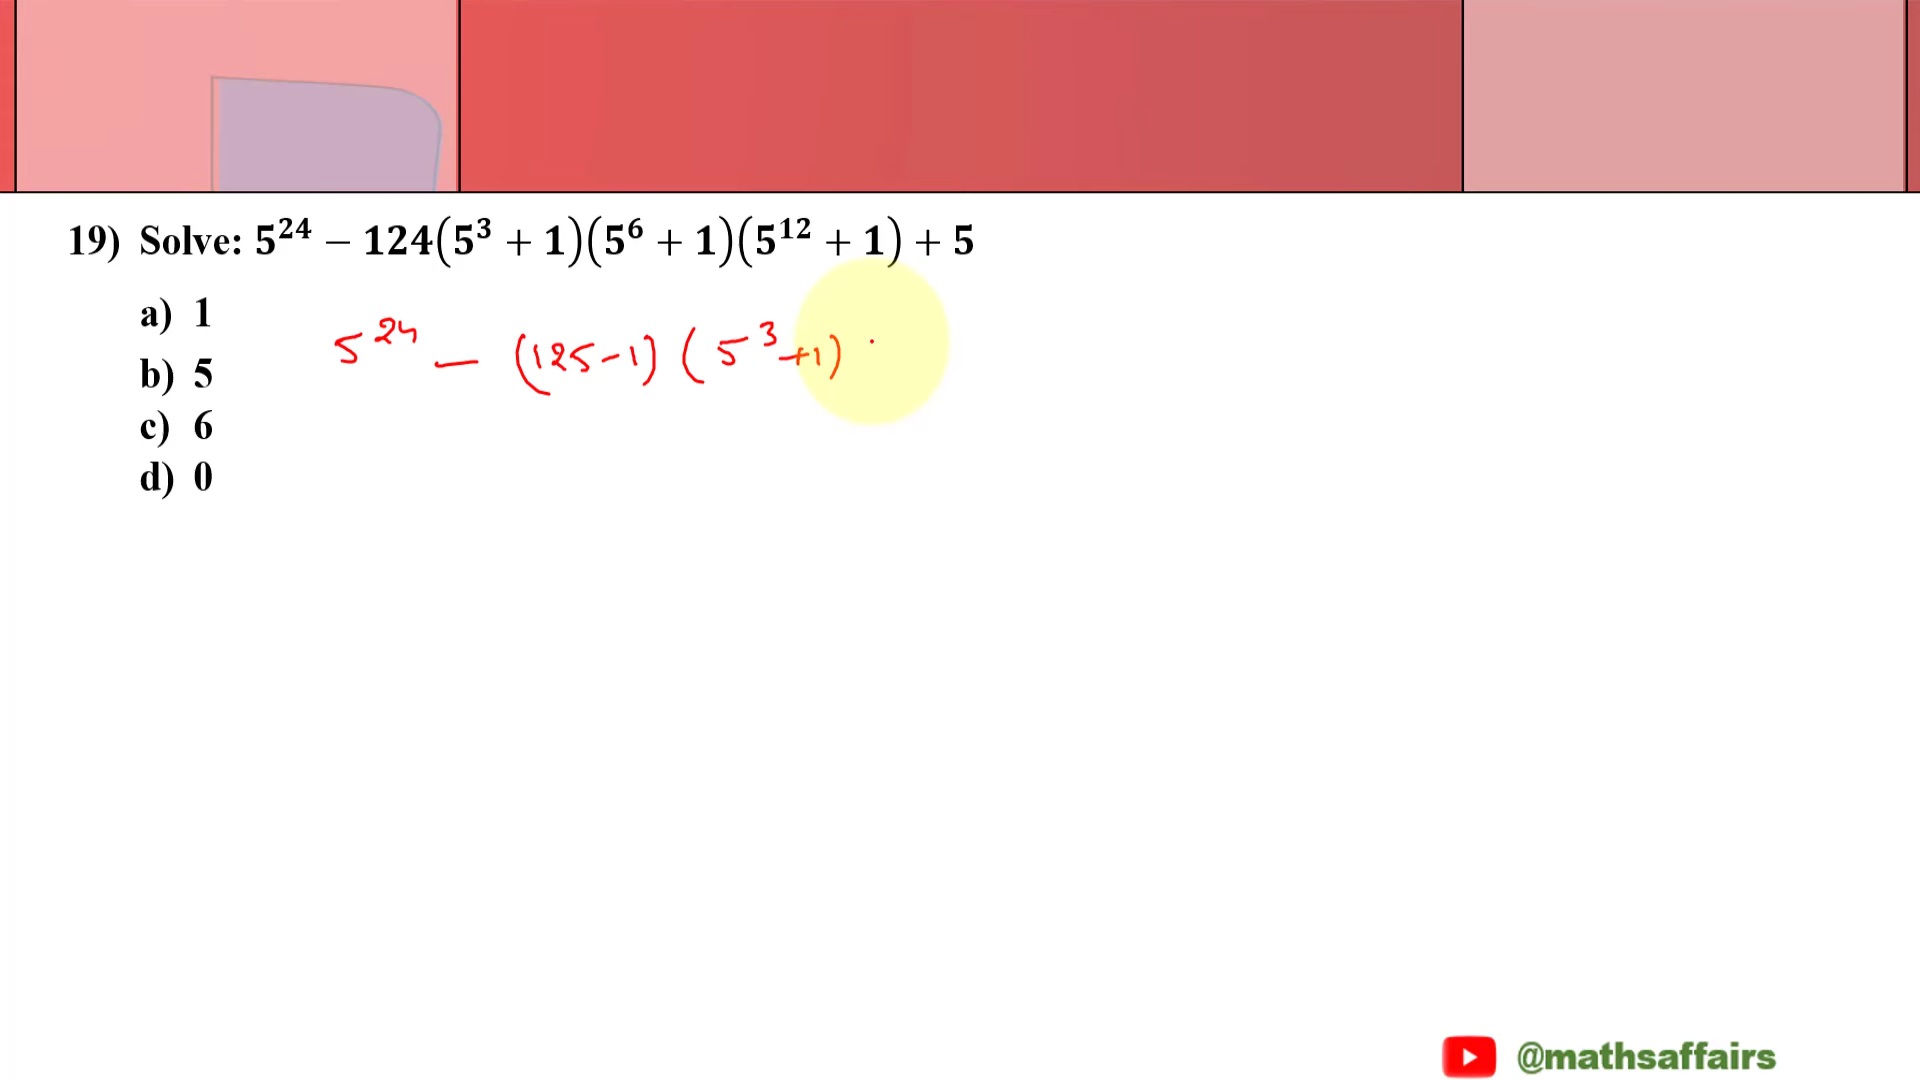 19) Solve: 5²⁴ − 124(5³ + 1)(5⁶ + 1)(5¹² + 1) + 5
a) 1
5²⁴ − (125-1) (5³+1)
b) 5
c) 6
d) 0
@mathsaffairs